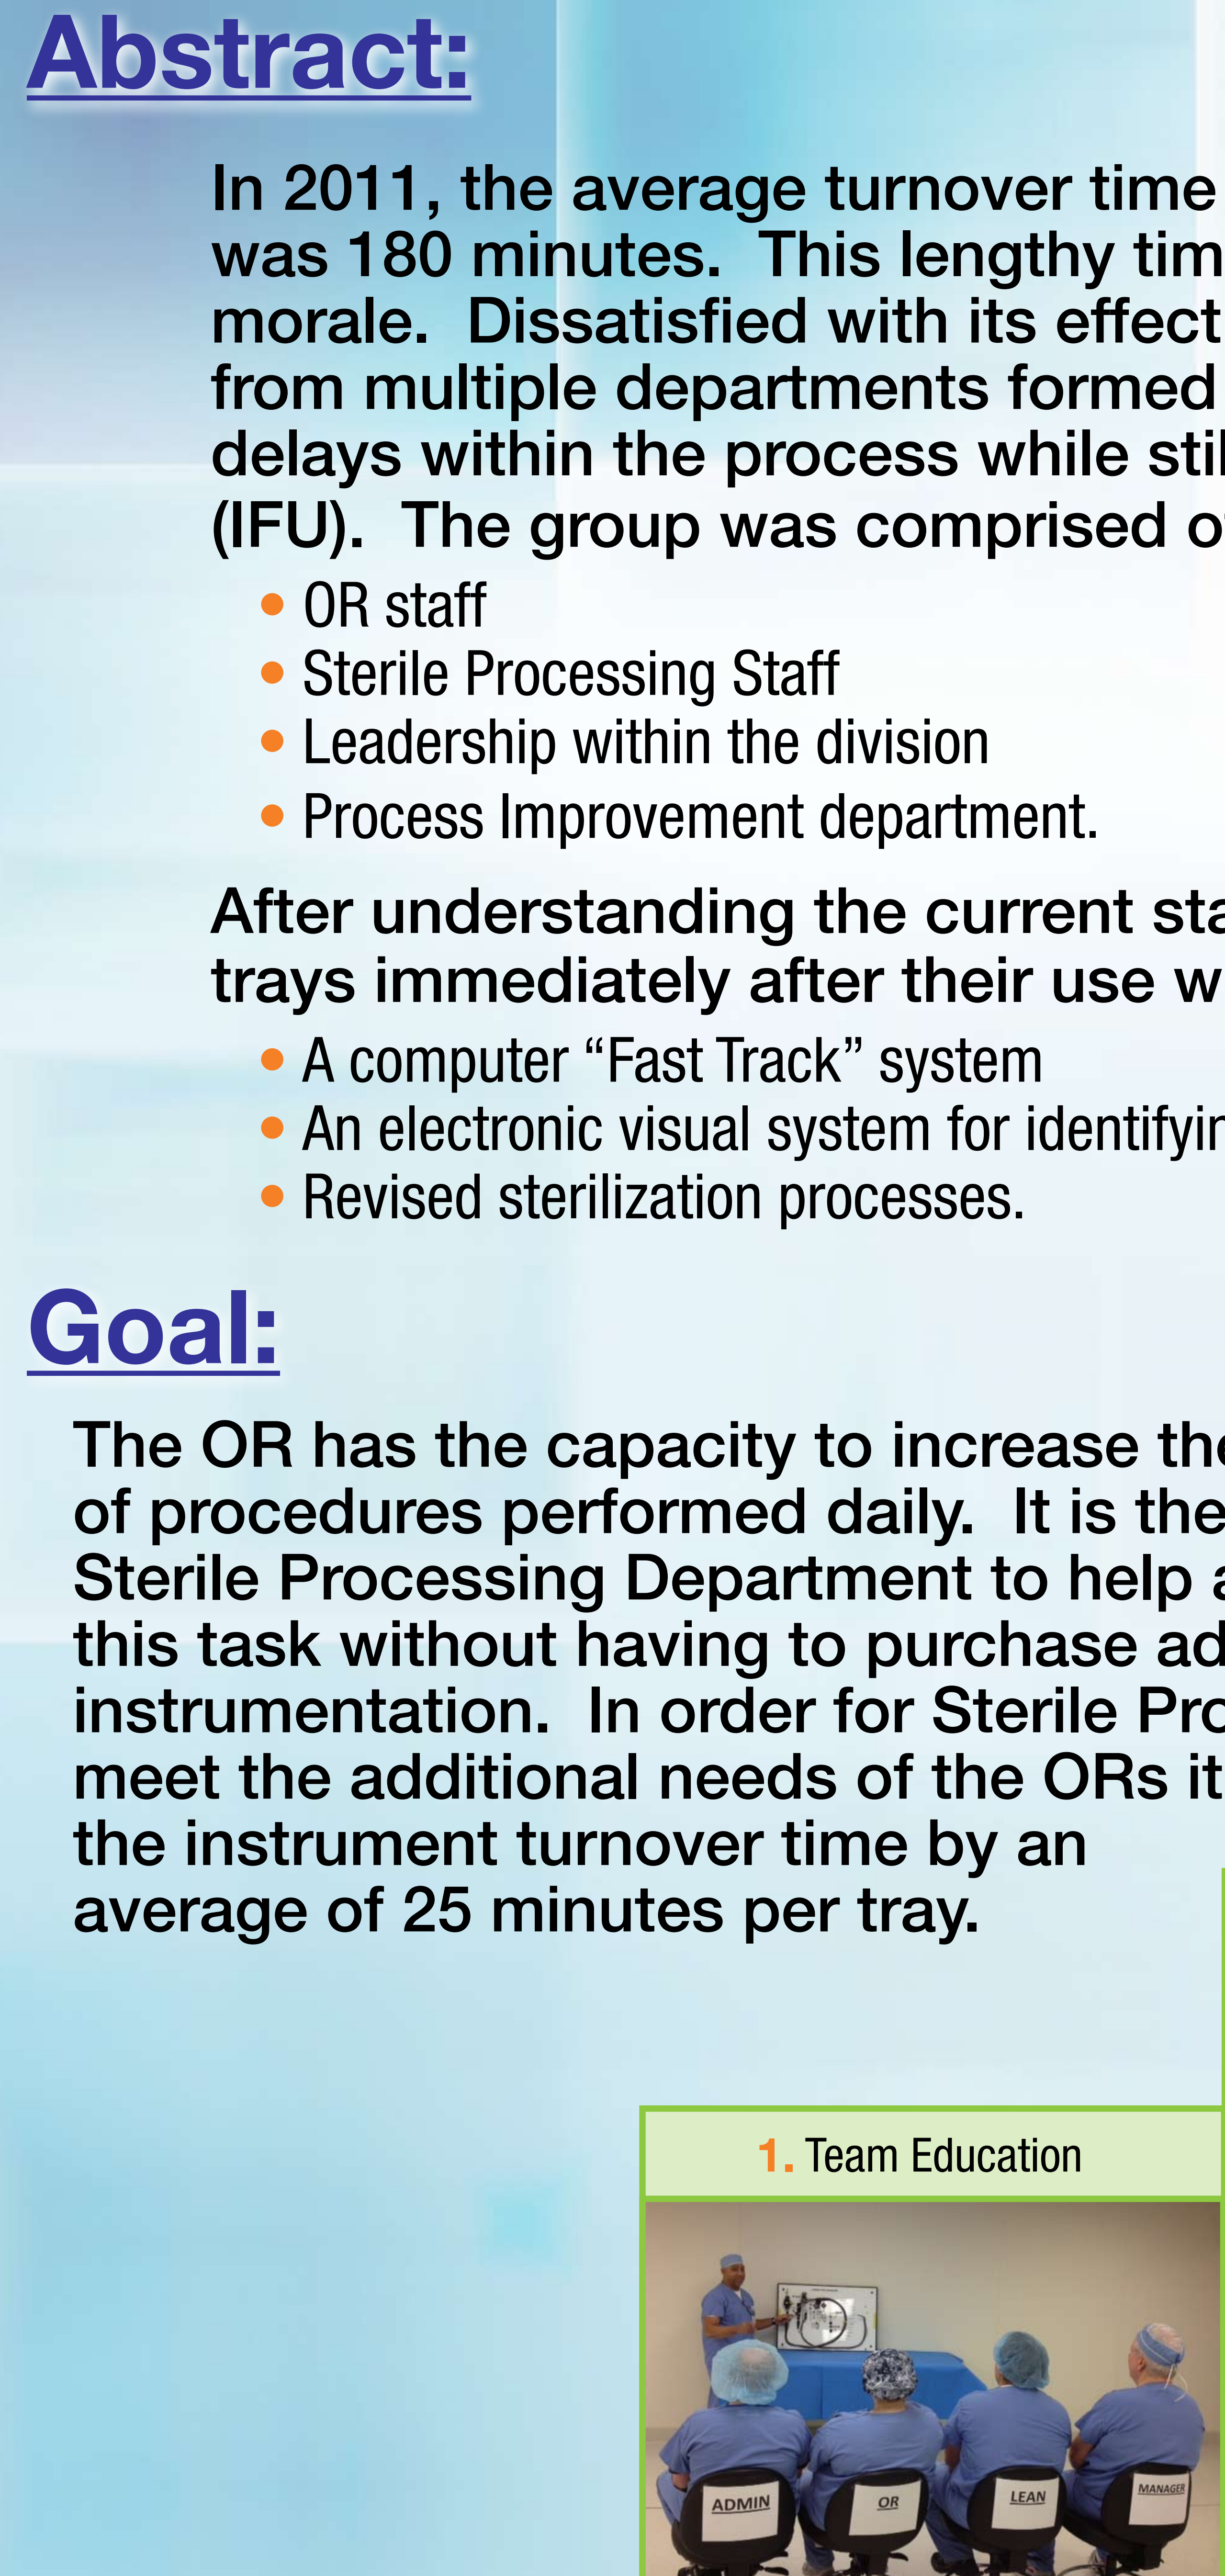 Abstract:
In 2011, the average turnover time
was 180 minutes.  This lengthy tim
morale.  Dissatisfied with its effect
from multiple departments formed
delays within the process while stil
(IFU).  The group was comprised of
• OR staff
• Sterile Processing Staff
• Leadership within the division
• Process Improvement department.
After understanding the current sta
trays immediately after their use w
• A computer “Fast Track” system
• An electronic visual system for identifyin
• Revised sterilization processes.
Goal:
The OR has the capacity to increase the
of procedures performed daily.  It is the
Sterile Processing Department to help a
this task without having to purchase ad
instrumentation.  In order for Sterile Pro
meet the additional needs of the ORs it
the instrument turnover time by an
average of 25 minutes per tray.
1. Team Education
ADMIN
OR
LEAN
MANAGER